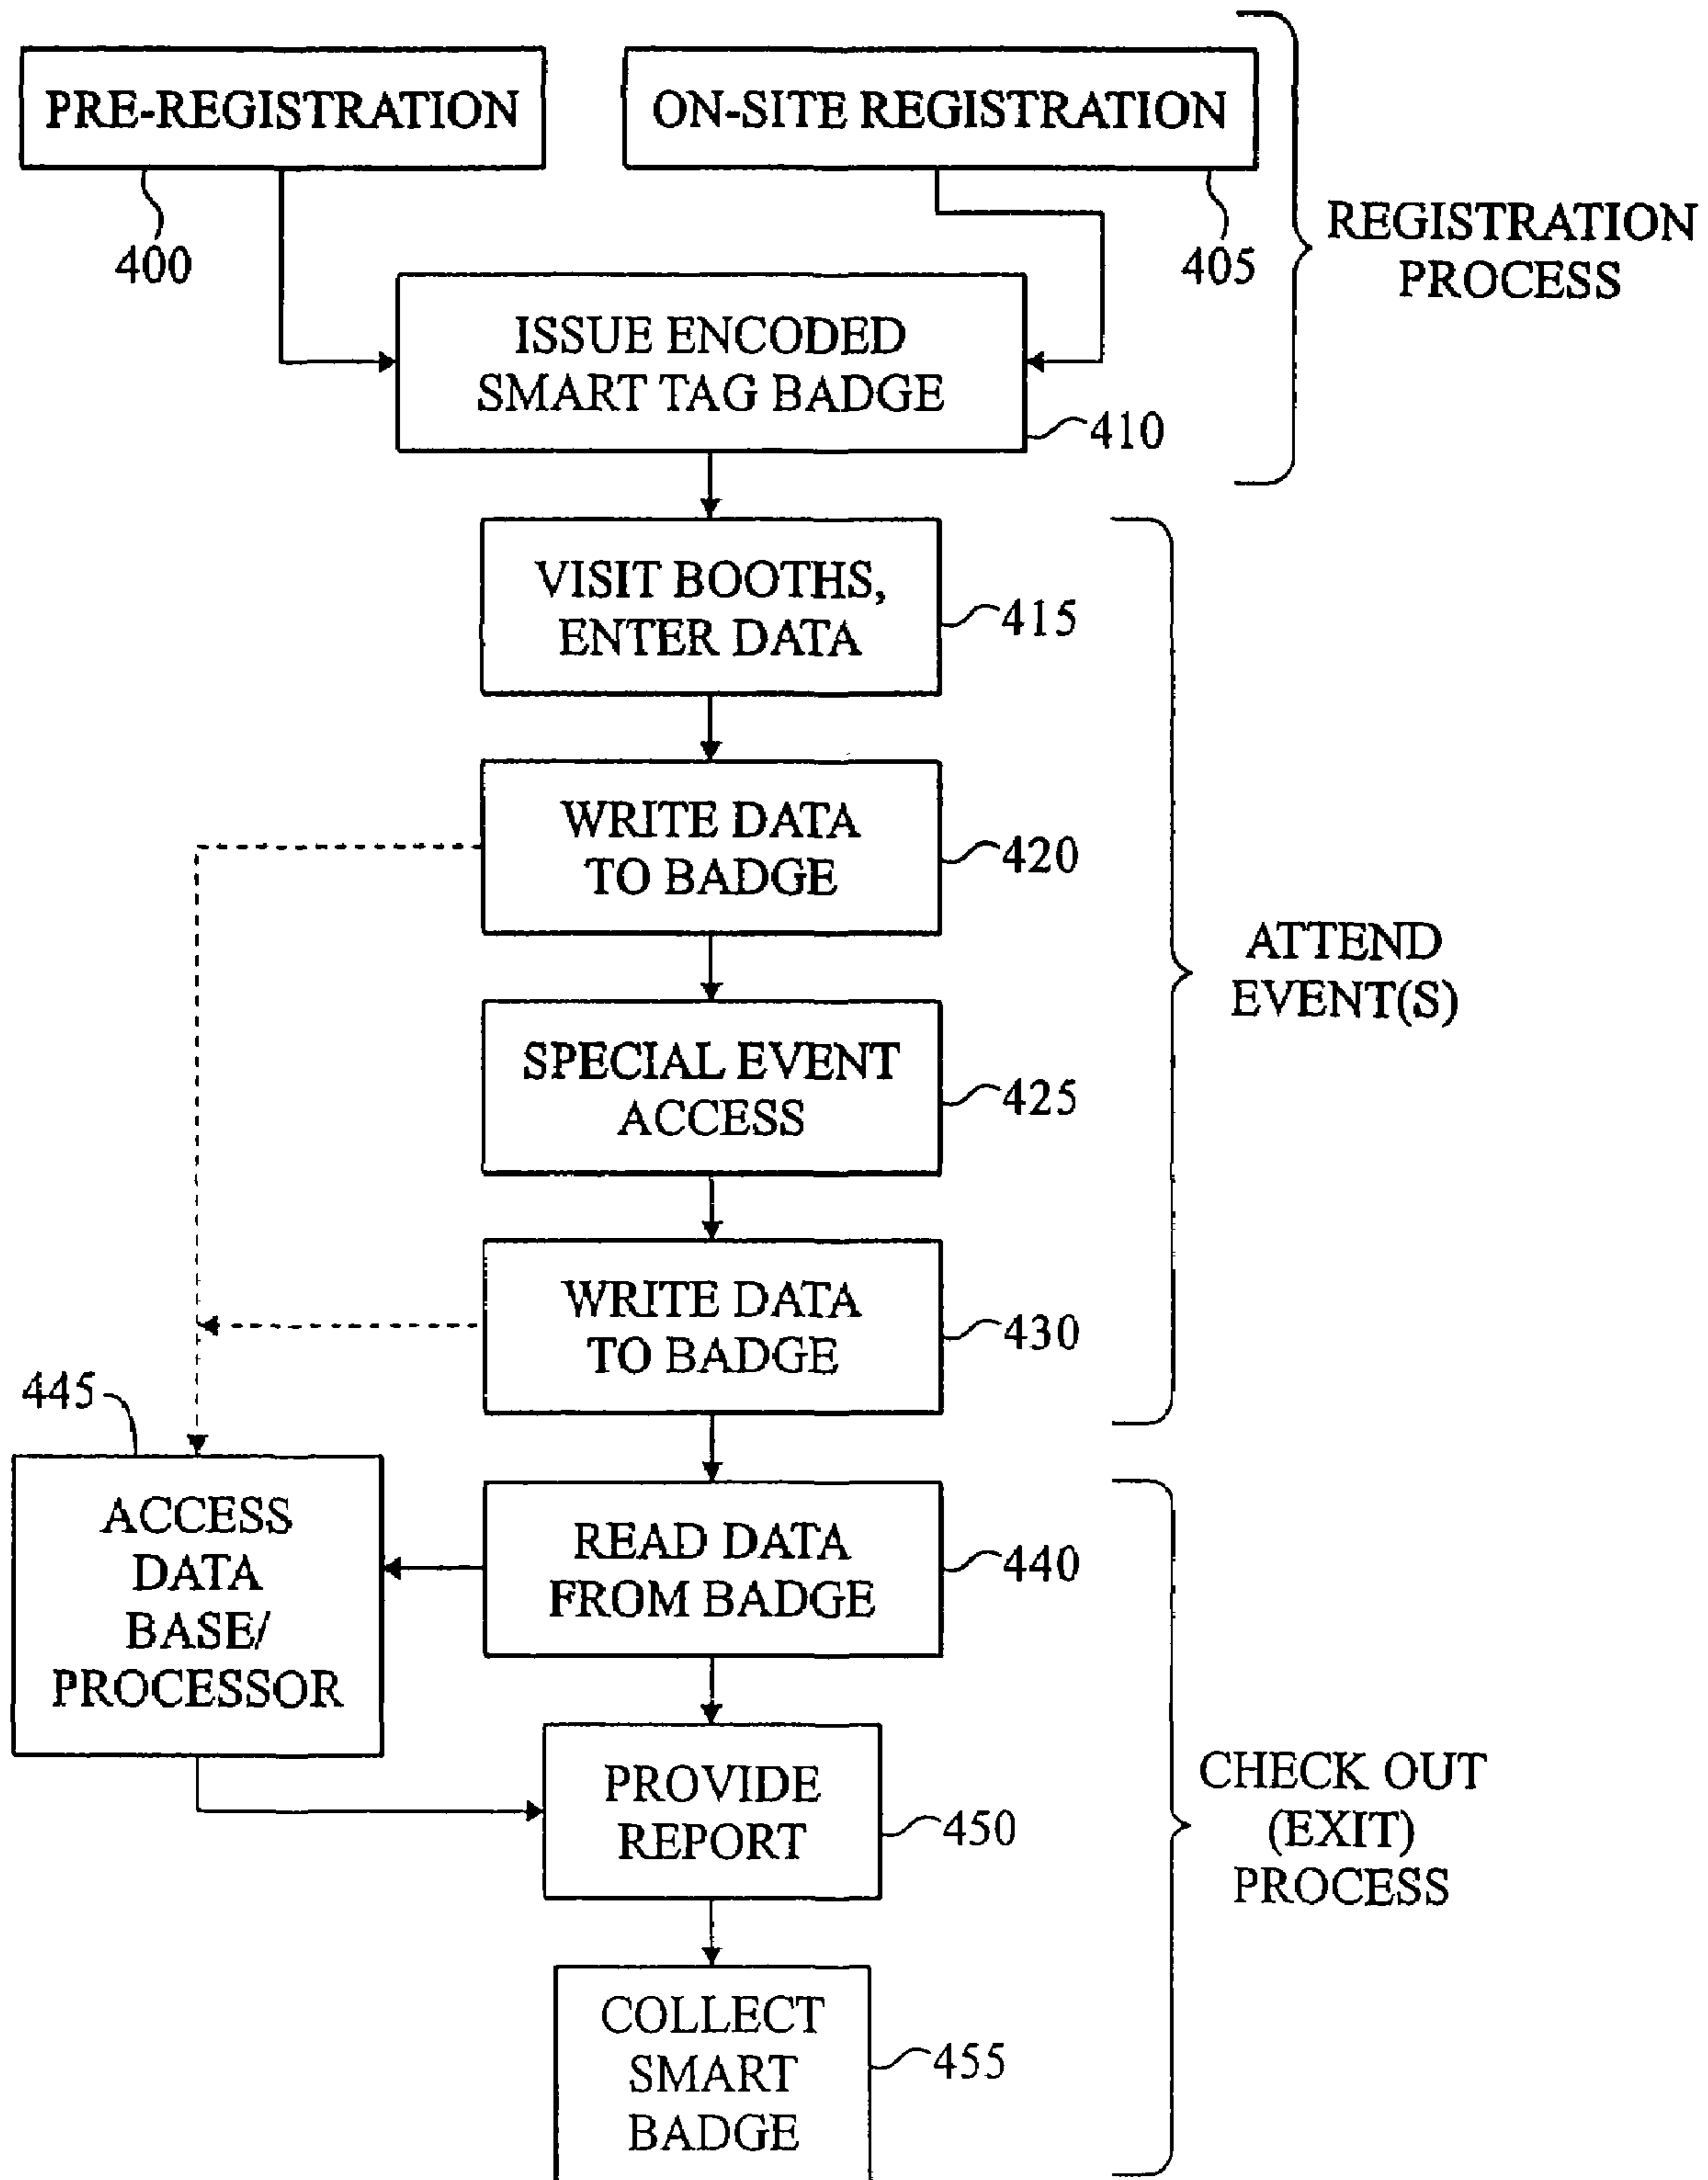 PRE-REGISTRATION
ON-SITE REGISTRATION
400
405
REGISTRATION
PROCESS
ISSUE ENCODED
SMART TAG BADGE
410
VISIT BOOTHS,
ENTER DATA
415
WRITE DATA
TO BADGE
420
ATTEND
EVENT(S)
SPECIAL EVENT
ACCESS
425
WRITE DATA
TO BADGE
430
445
ACCESS
DATA
BASE/
PROCESSOR
READ DATA
FROM BADGE
440
PROVIDE
REPORT
450
CHECK OUT
(EXIT)
PROCESS
COLLECT
SMART
BADGE
455